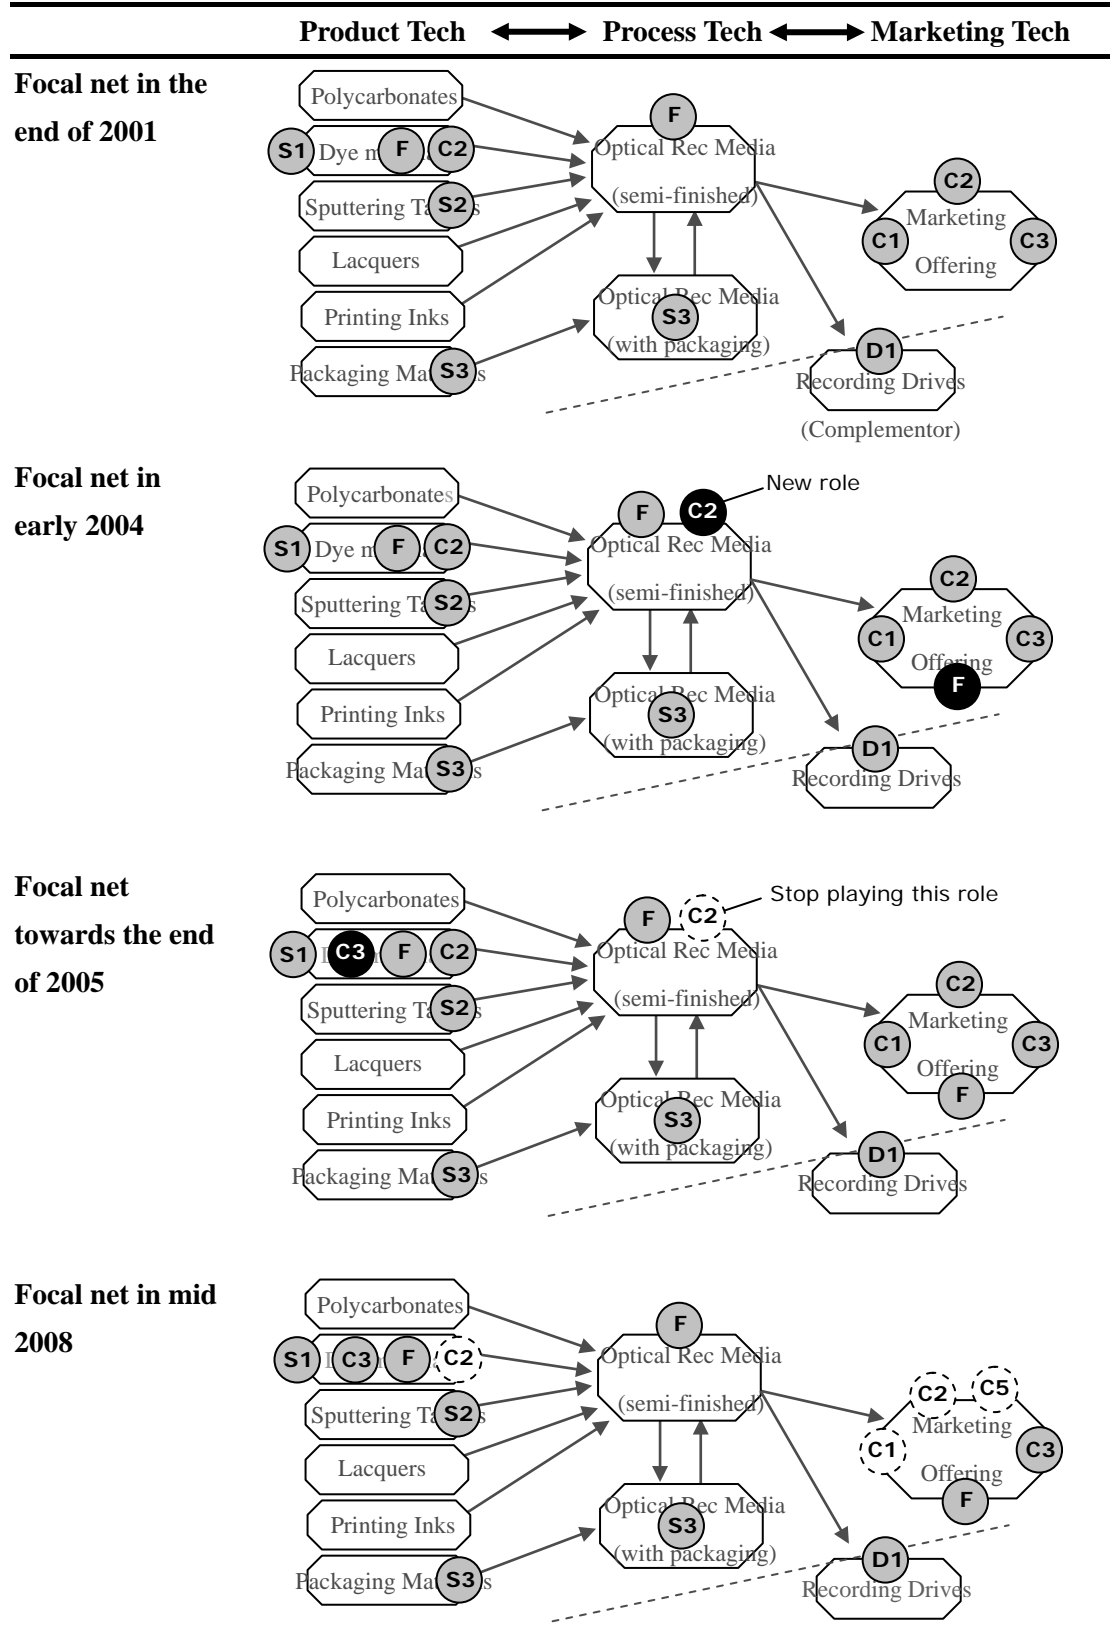 Product Tech Process Tech Marketing Tech
Focal net in the
end of 2001
Polycarbonates
S1 Dye m F C2
Sputtering Ta S2 s
Lacquers
Printing Inks
Packaging Ma S3 s
F
Optical Rec Media
(semi-finished)
Optical Rec Media
S3
(with packaging)
C2
Marketing
C1 C3
Offering
D1
Recording Drives
(Complementor)
Focal net in
early 2004
Polycarbonates
S1 Dye m F C2
Sputtering Ta S2 s
Lacquers
Printing Inks
Packaging Ma S3 s
New role
F C2
Optical Rec Media
(semi-finished)
Optical Rec Media
S3
(with packaging)
C2
Marketing
C1 C3
Offering
F
D1
Recording Drives
Focal net
towards the end
of 2005
Polycarbonates
S1 C3 F C2
Sputtering Ta S2 s
Lacquers
Printing Inks
Packaging Ma S3 s
Stop playing this role
F C2
Optical Rec Media
(semi-finished)
Optical Rec Media
S3
(with packaging)
C2
Marketing
C1 C3
Offering
F
D1
Recording Drives
Focal net in mid
2008
Polycarbonates
S1 C3 F C2
Sputtering Ta S2 s
Lacquers
Printing Inks
Packaging Mat S3 s
F
Optical Rec Media
(semi-finished)
Optical Rec Media
S3
(with packaging)
C2 C5
Marketing
C1 C3
Offering
F
D1
Recording Drives